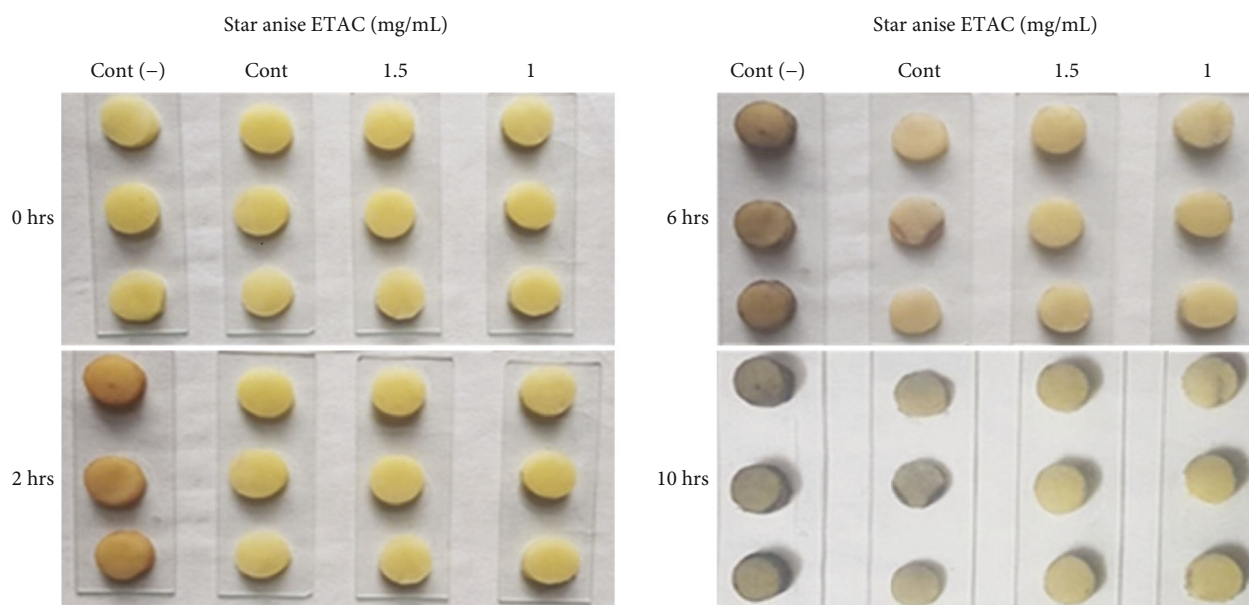 Star anise ETAC (mg/mL)
Cont (−) Cont 1.5 1
0 hrs
2 hrs
Star anise ETAC (mg/mL)
Cont (−) Cont 1.5 1
6 hrs
10 hrs